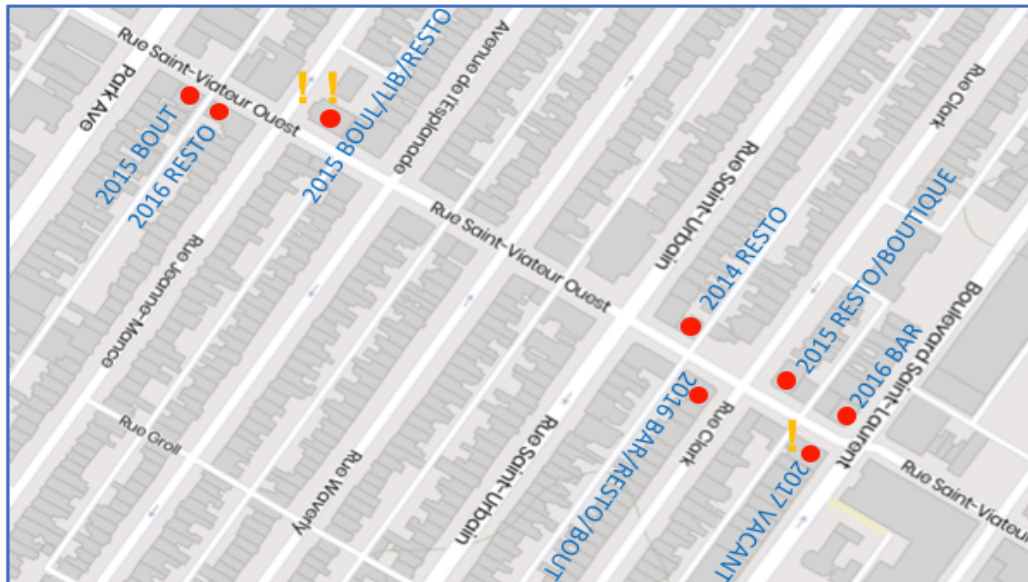 Rue Saint-Viateur Ouest
Park Ave
! !
2015 BOUT
2016 RESTO
2015 BOUL/LIB/RESTO
Avenue de l'Esplanade
Rue Clark
Rue Saint-Urbain
Rue Saint-Viateur Ouest
2014 RESTO
2015 RESTO/BOUTIQUE
Boulevard Saint-Laurent
Rue Jeanne-Mance
2016 BAR
2016 BAR/RESTO/BOUT
Rue Clark
!
2017 VACANT
Rue Groll
Rue Waverly
Rue Saint-Urbain
Rue Saint-Viateur